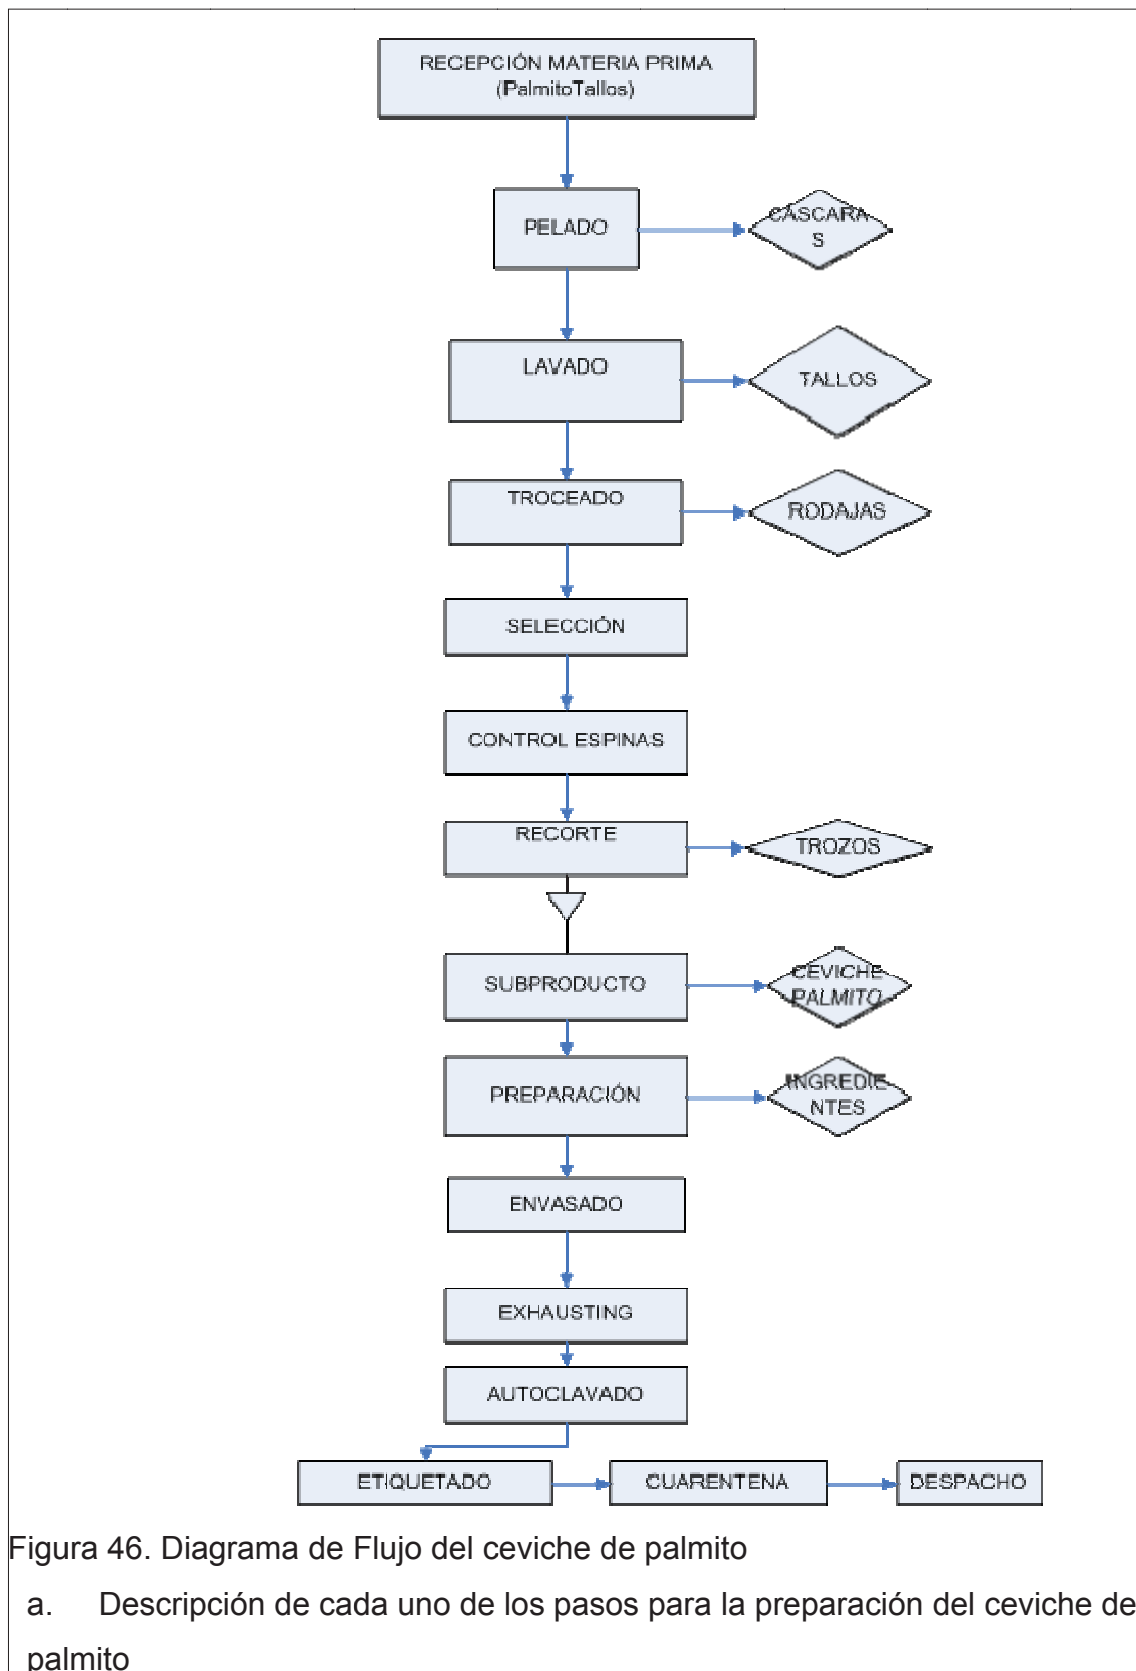 RECEPCIÓN MATERIA PRIMA
(PalmitoTallos)
PELADO
CÁSCARA
S
LAVADO
TALLOS
TROCEADO
RODAJAS
SELECCIÓN
CONTROL ESPINAS
RECORTE
TROZOS
SUBPRODUCTO
CEVICHE
PALMITO
PREPARACIÓN
INGREDIE
NTES
ENVASADO
EXHAUSTING
AUTOCLAVADO
ETIQUETADO
CUARENTENA
DESPACHO
Figura 46. Diagrama de Flujo del ceviche de palmito
a. Descripción de cada uno de los pasos para la preparación del ceviche de
palmito